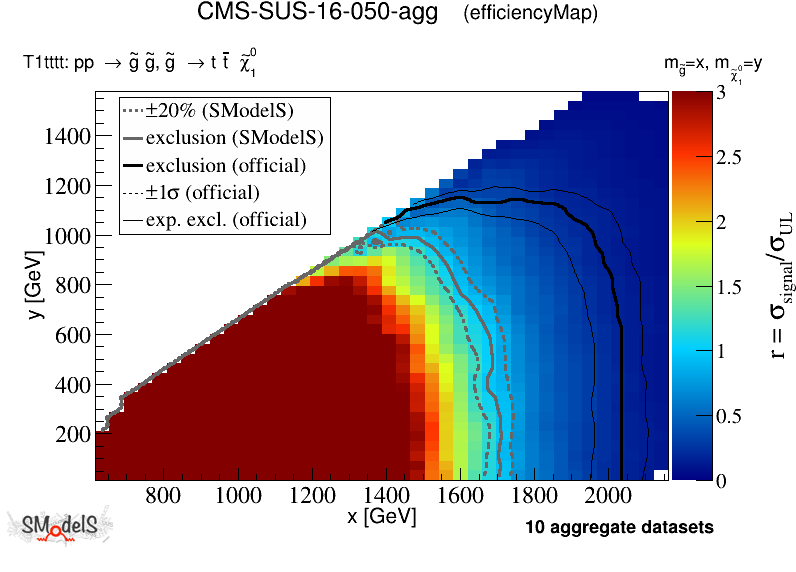 CMS-SUS-16-050-agg (efficiencyMap)
T1tttt: pp → g̃ g̃, g̃ → t t̄ χ̃⁰₁
m_g̃=x, m_χ̃⁰₁=y
±20% (SModelS)
exclusion (SModelS)
exclusion (official)
±1σ (official)
exp. excl. (official)
y [GeV]
1400
1200
1000
800
600
400
200
800 1000 1200 1400 1600 1800 2000
x [GeV]
3
2.5
2
1.5
1
0.5
0
r = σ_signal/σ_UL
SModelS
10 aggregate datasets